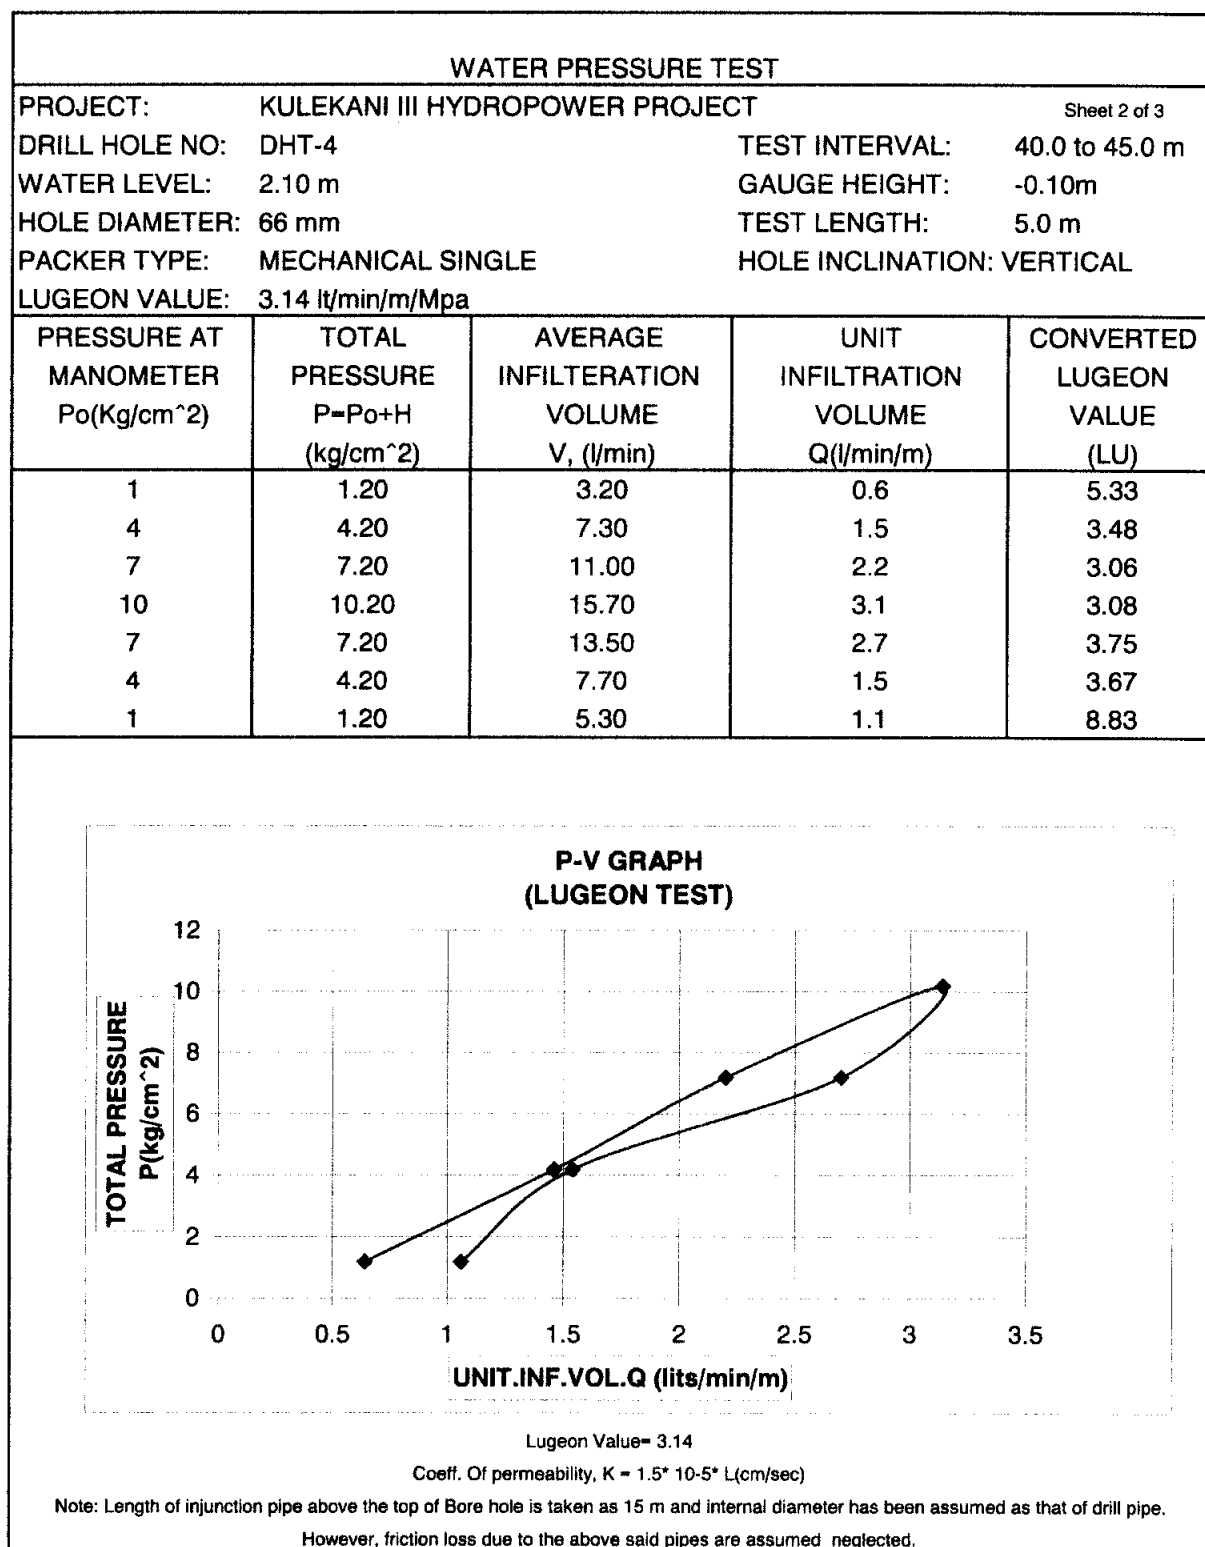 WATER PRESSURE TEST
PROJECT: KULEKANI III HYDROPOWER PROJECT Sheet 2 of 3
DRILL HOLE NO: DHT-4 TEST INTERVAL: 40.0 to 45.0 m
WATER LEVEL: 2.10 m GAUGE HEIGHT: -0.10m
HOLE DIAMETER: 66 mm TEST LENGTH: 5.0 m
PACKER TYPE: MECHANICAL SINGLE HOLE INCLINATION: VERTICAL
LUGEON VALUE: 3.14 lt/min/m/Mpa
PRESSURE AT TOTAL AVERAGE UNIT CONVERTED
MANOMETER PRESSURE INFILTERATION INFILTRATION LUGEON
Po(Kg/cm^2) P=Po+H VOLUME VOLUME VALUE
(kg/cm^2) V, (l/min) Q(l/min/m) (LU)
1 1.20 3.20 0.6 5.33
4 4.20 7.30 1.5 3.48
7 7.20 11.00 2.2 3.06
10 10.20 15.70 3.1 3.08
7 7.20 13.50 2.7 3.75
4 4.20 7.70 1.5 3.67
1 1.20 5.30 1.1 8.83
P-V GRAPH
(LUGEON TEST)
TOTAL PRESSURE
P(kg/cm^2)
12
10
8
6
4
2
0
0 0.5 1 1.5 2 2.5 3 3.5
UNIT.INF.VOL.Q (lits/min/m)
Lugeon Value= 3.14
Coeff. Of permeability, K = 1.5* 10-5* L(cm/sec)
Note: Length of injunction pipe above the top of Bore hole is taken as 15 m and internal diameter has been assumed as that of drill pipe.
However, friction loss due to the above said pipes are assumed neglected.